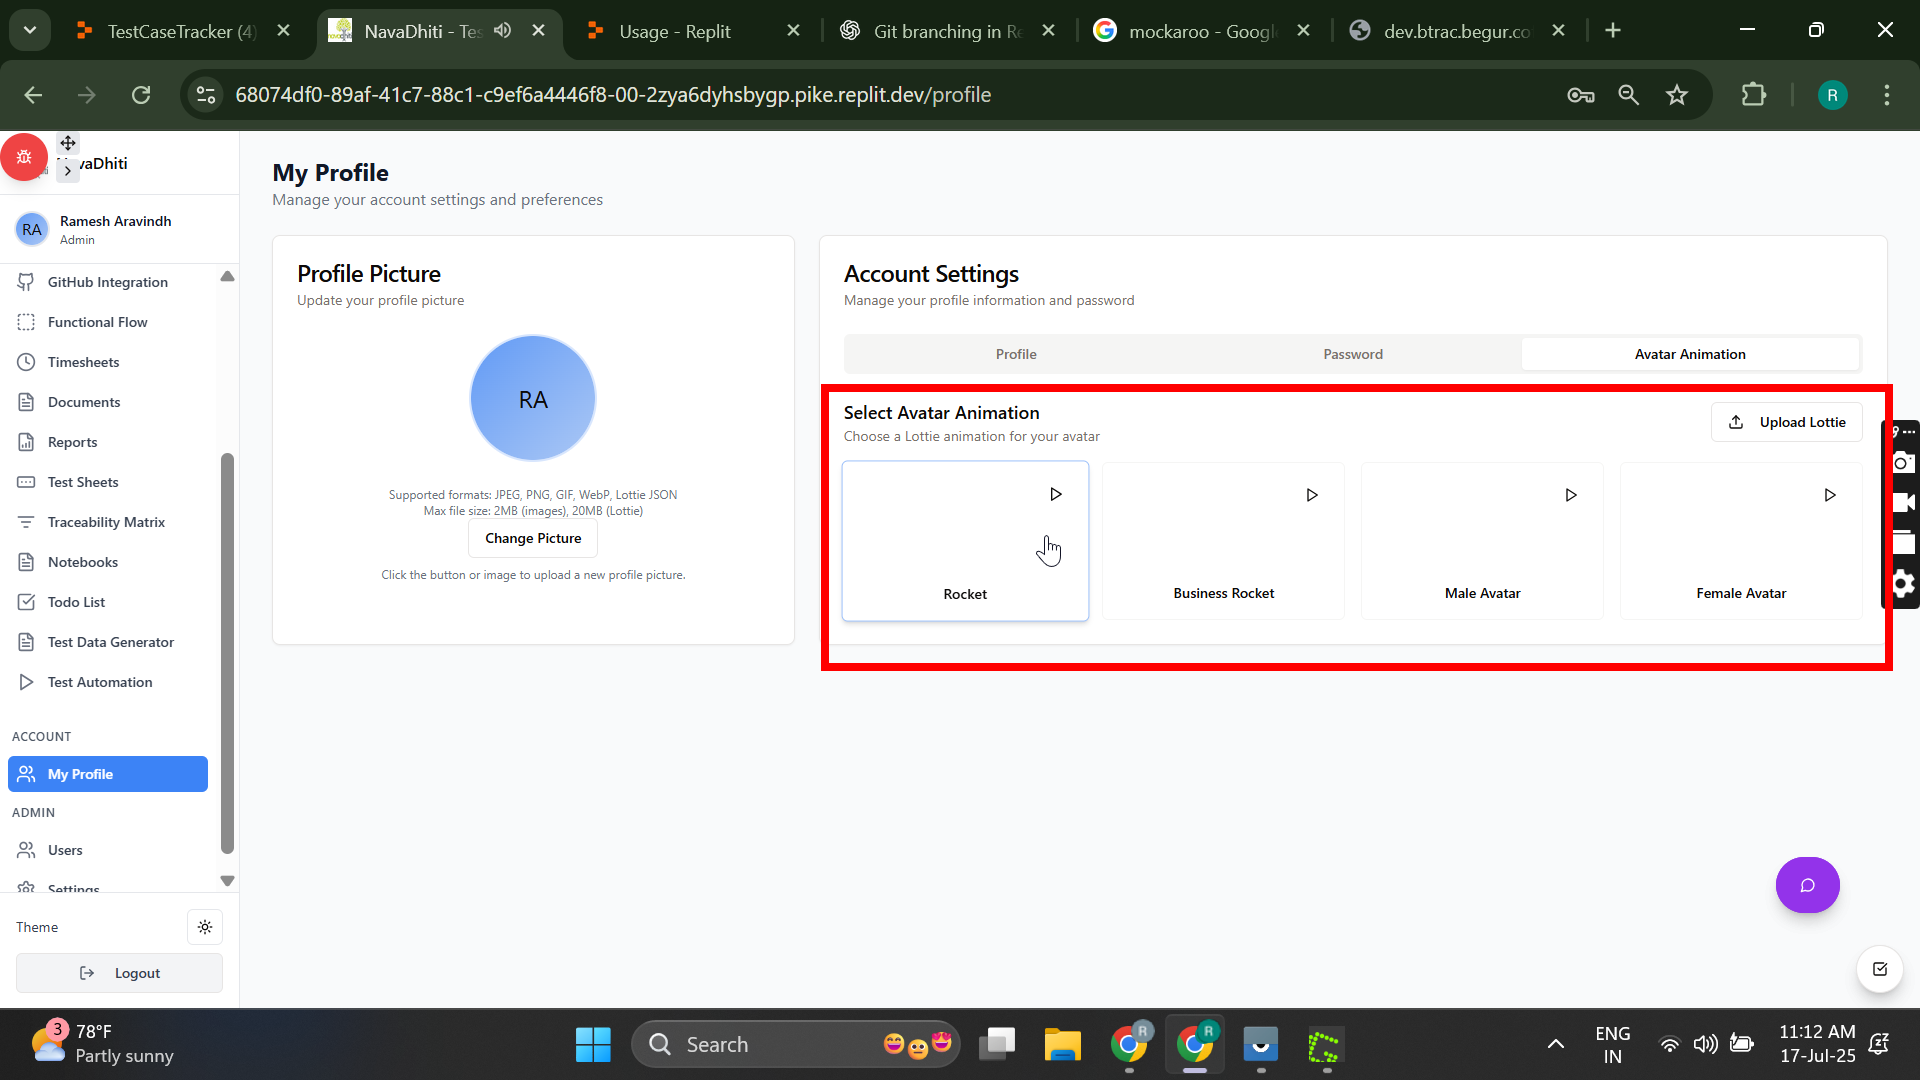 TestCaseTracker (4)
NavaDhiti - Tes
Usage - Replit
Git branching in Re
mockaroo - Googl
dev.btrac.begur.co
68074df0-89af-41c7-88c1-c9ef6a4446f8-00-2zya6dyhsbygp.pike.replit.dev/profile
R
vaDhiti
RA
Ramesh Aravindh
Admin
GitHub Integration
Functional Flow
Timesheets
Documents
Reports
Test Sheets
Traceability Matrix
Notebooks
Todo List
Test Data Generator
Test Automation
ACCOUNT
My Profile
ADMIN
Users
Settings
Theme
Logout
My Profile
Manage your account settings and preferences
Profile Picture
Update your profile picture
RA
Supported formats: JPEG, PNG, GIF, WebP, Lottie JSON
Max file size: 2MB (images), 20MB (Lottie)
Change Picture
Click the button or image to upload a new profile picture.
Account Settings
Manage your profile information and password
Profile
Password
Avatar Animation
Select Avatar Animation
Choose a Lottie animation for your avatar
Upload Lottie
Rocket
Business Rocket
Male Avatar
Female Avatar
3
78°F
Partly sunny
Search
R
R
ENG
IN
11:12 AM
17-Jul-25